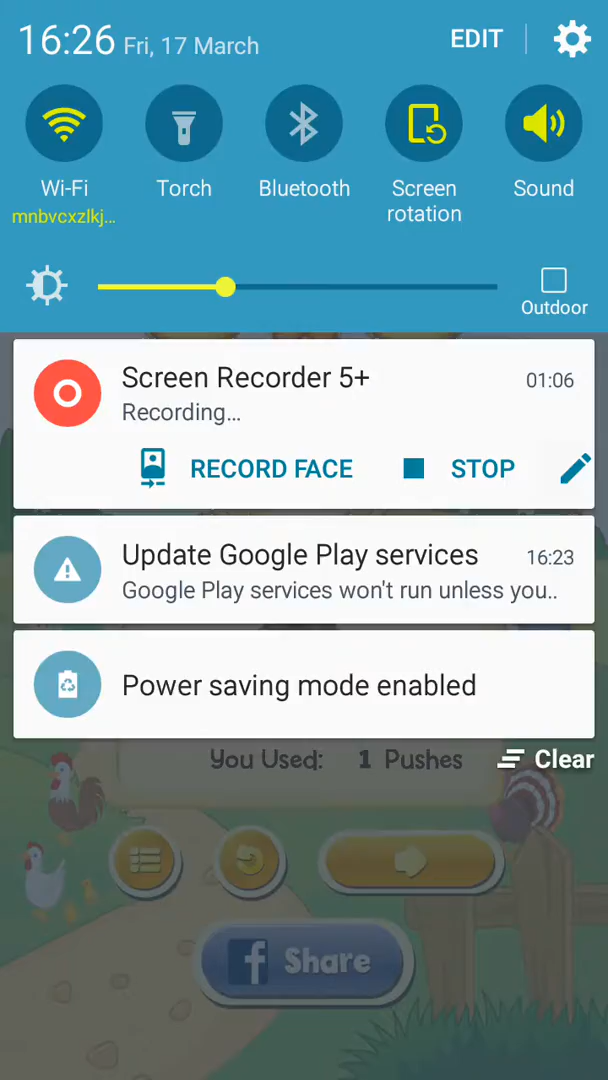 16:26 Fri, 17 March EDIT
Wi-Fi Torch Bluetooth Screen rotation Sound
mnbvcxzlkj...
Outdoor
Screen Recorder 5+ 01:06
Recording...
RECORD FACE STOP
Update Google Play services 16:23
Google Play services won't run unless you..
Power saving mode enabled
You Used: 1 Pushes Clear
f Share